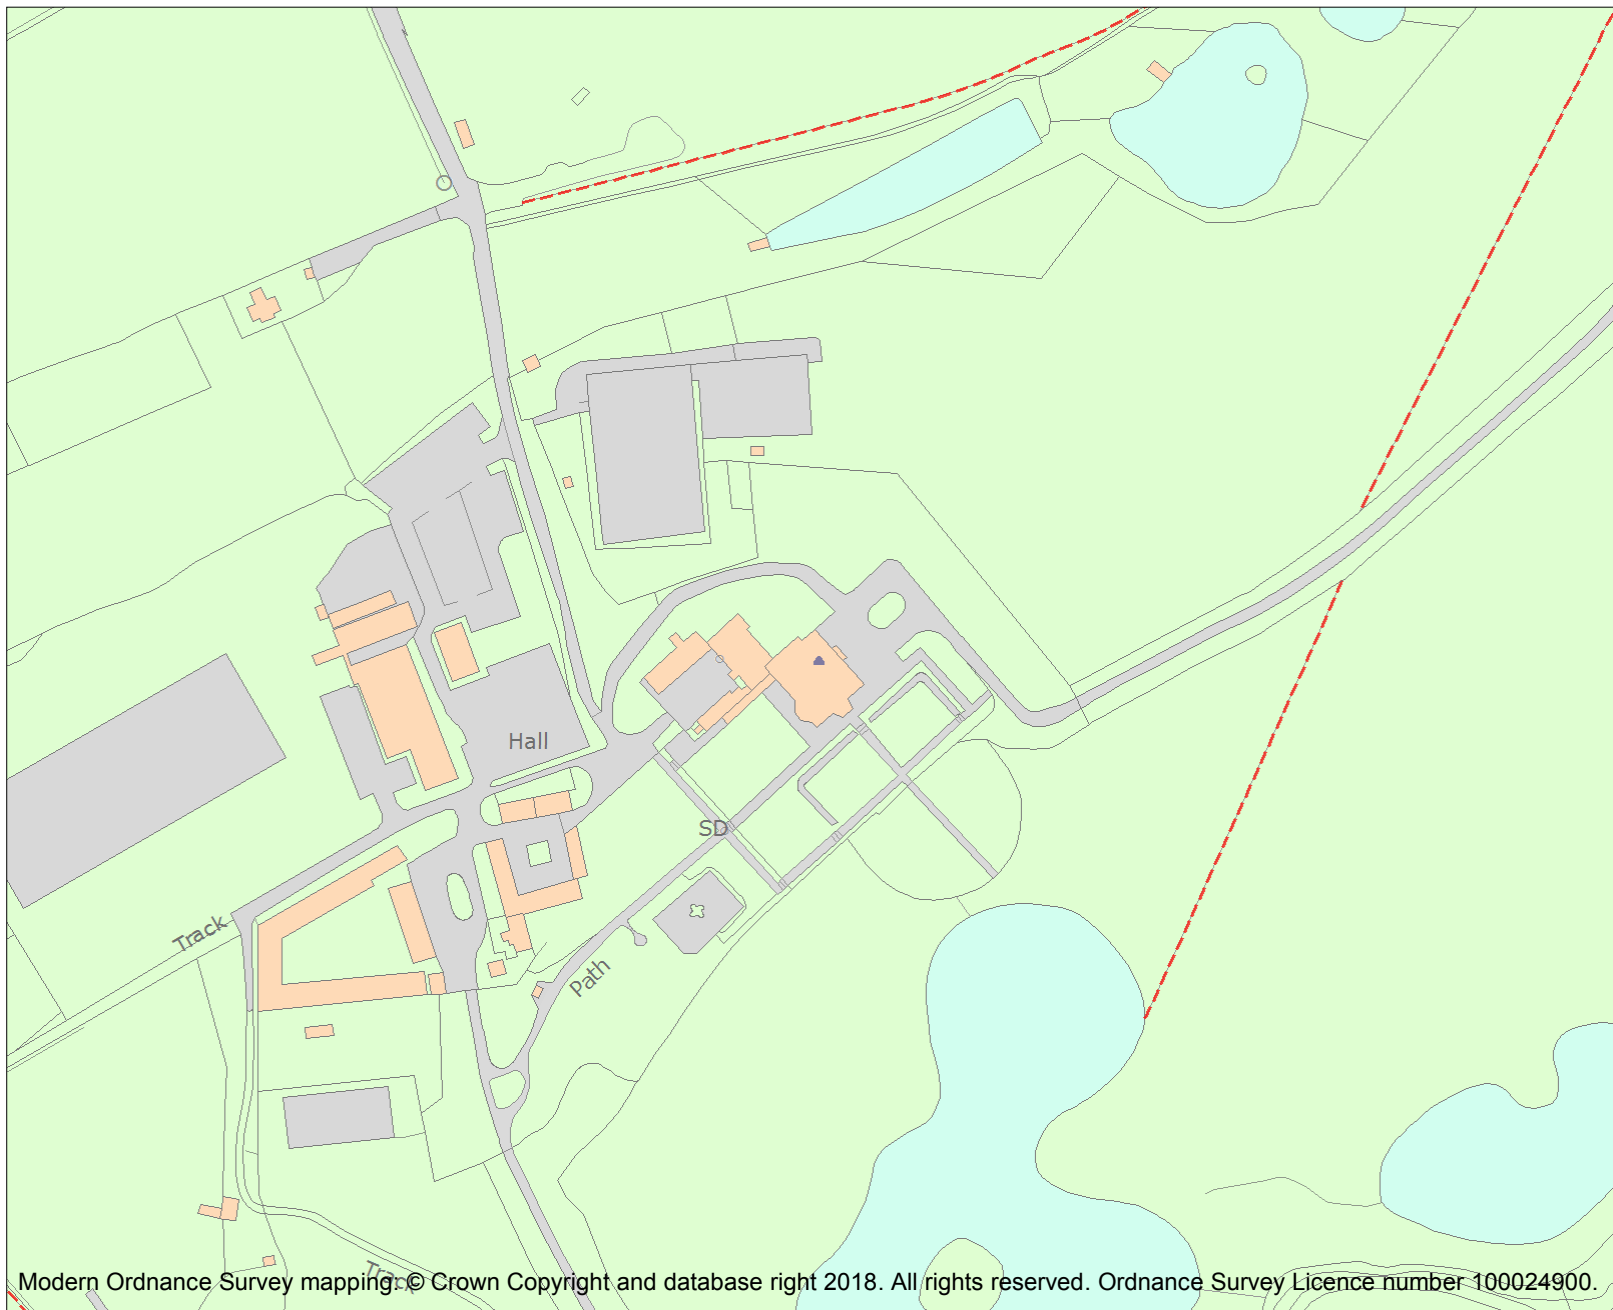 Hall
SD
Track
Path
Track
Modern Ordnance Survey mapping: © Crown Copyright and database right 2018. All rights reserved. Ordnance Survey Licence number 100024900.